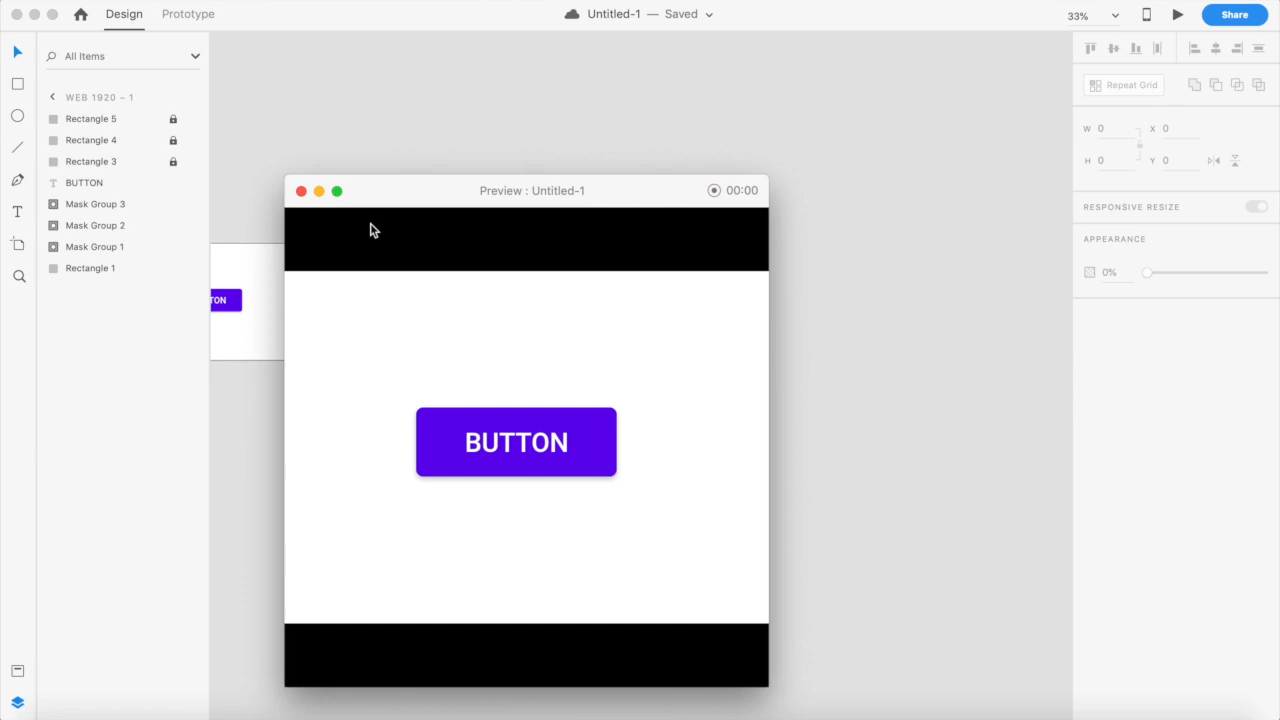 Design Prototype Untitled-1 — Saved 33% Share
All Items
Repeat Grid
WEB 1920 – 1
Rectangle 5
W 0 X 0
Rectangle 4
Rectangle 3
H 0 Y 0
BUTTON
Preview : Untitled-1 00:00
Mask Group 3
RESPONSIVE RESIZE
Mask Group 2
APPEARANCE
Mask Group 1
Rectangle 1
0%
TON
BUTTON